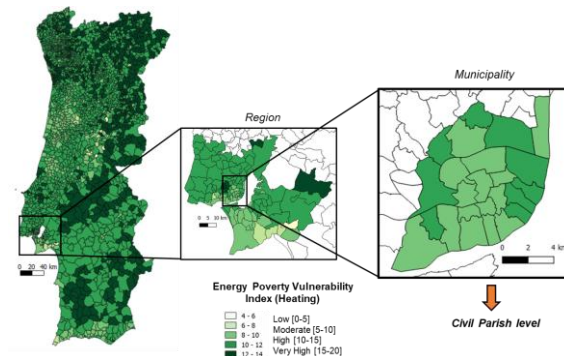 Municipality
Region
0 5 10 km
0 20 40 km
0 2 4 km
Energy Poverty Vulnerability
Index (Heating)
4 - 6
6 - 8
8 - 10
10 - 12
12 - 14
Low [0-5]
Moderate [5-10]
High [10-15]
Very High [15-20]
Civil Parish level